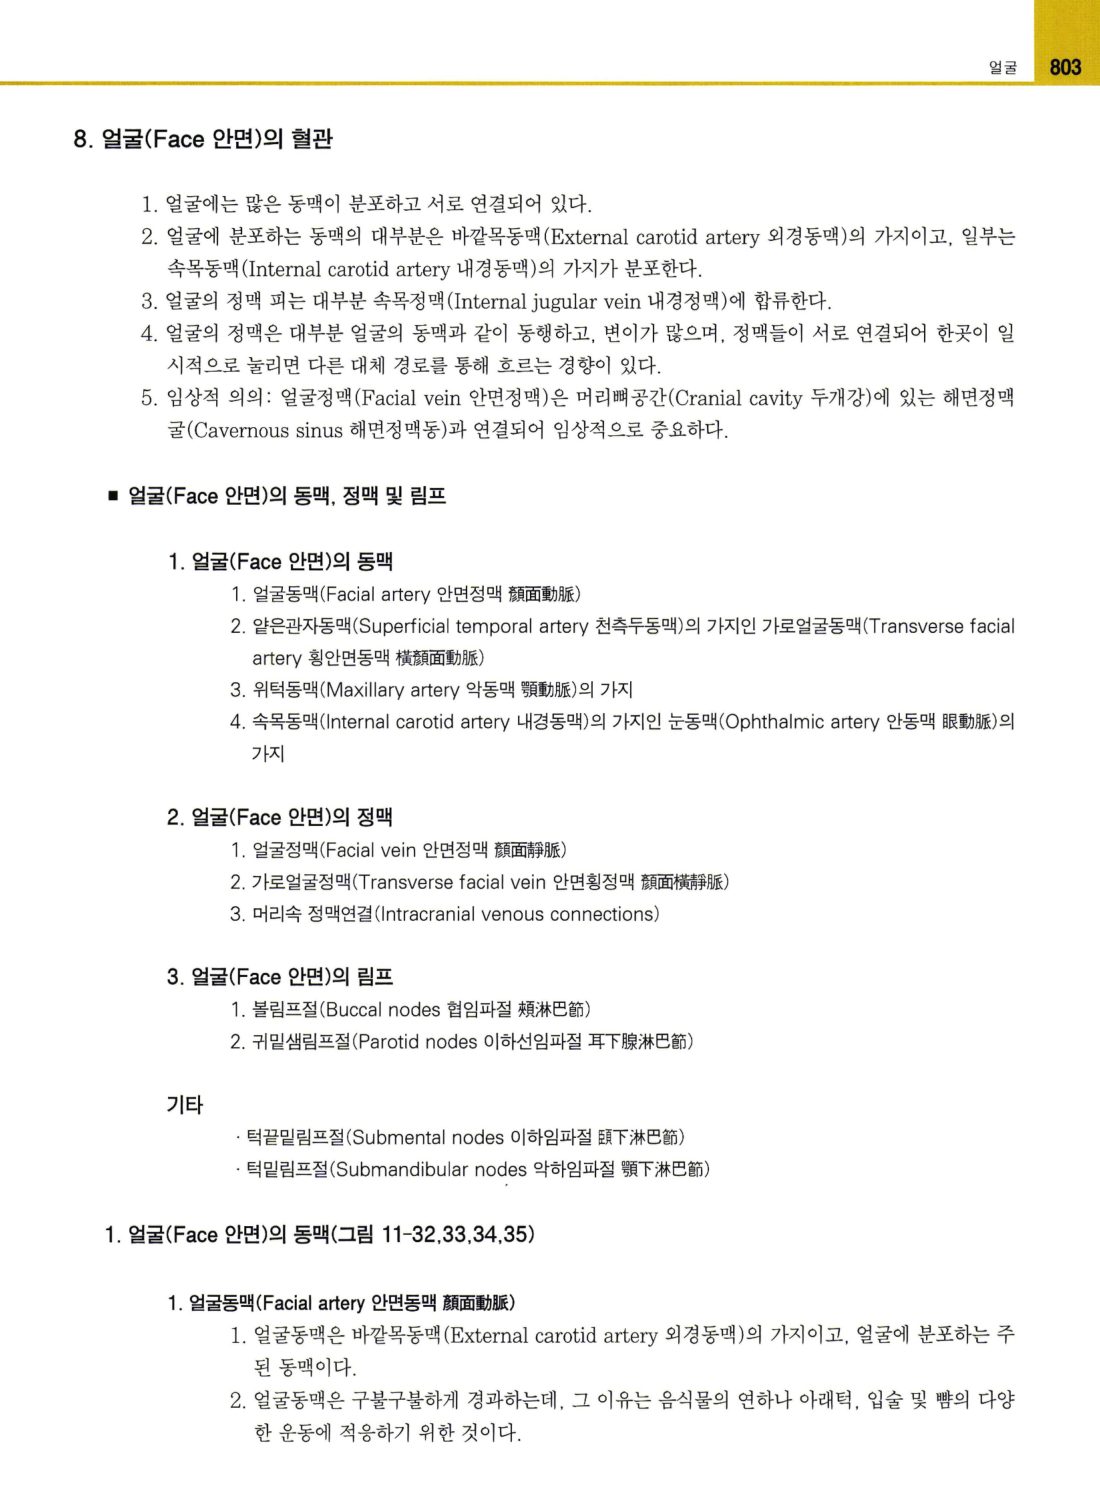 얼굴 803
8. 얼굴(Face 안면)의 혈관
1. 얼굴에는 많은 동맥이 분포하고 서로 연결되어 있다.
2. 얼굴에 분포하는 동맥의 대부분은 바깥목동맥(External carotid artery 외경동맥)의 가지이고, 일부는
속목동맥(Internal carotid artery 내경동맥)의 가지가 분포한다.
3. 얼굴의 정맥 피는 대부분 속목정맥(Internal jugular vein 내경정맥)에 합류한다.
4. 얼굴의 정맥은 대부분 얼굴의 동맥과 같이 동행하고, 변이가 많으며, 정맥들이 서로 연결되어 한곳이 일
시적으로 눌리면 다른 대체 경로를 통해 흐르는 경향이 있다.
5. 임상적 의의: 얼굴정맥(Facial vein 안면정맥)은 머리뼈공간(Cranial cavity 두개강)에 있는 해면정맥
굴(Cavernous sinus 해면정맥동)과 연결되어 임상적으로 중요하다.
■ 얼굴(Face 안면)의 동맥, 정맥 및 림프
1. 얼굴(Face 안면)의 동맥
1. 얼굴동맥(Facial artery 안면정맥 顔面動脈)
2. 얕은관자동맥(Superficial temporal artery 천측두동맥)의 가지인 가로얼굴동맥(Transverse facial
artery 횡안면동맥 橫顔面動脈)
3. 위턱동맥(Maxillary artery 악동맥 顎動脈)의 가지
4. 속목동맥(Internal carotid artery 내경동맥)의 가지인 눈동맥(Ophthalmic artery 안동맥 眼動脈)의
가지
2. 얼굴(Face 안면)의 정맥
1. 얼굴정맥(Facial vein 안면정맥 顔面靜脈)
2. 가로얼굴정맥(Transverse facial vein 안면횡정맥 顔面橫靜脈)
3. 머리속 정맥연결(Intracranial venous connections)
3. 얼굴(Face 안면)의 림프
1. 볼림프절(Buccal nodes 협임파절 頰淋巴節)
2. 귀밑샘림프절(Parotid nodes 이하선임파절 耳下腺淋巴節)
기타
· 턱끝밑림프절(Submental nodes 이하임파절 頤下淋巴節)
· 턱밑림프절(Submandibular nodes 악하임파절 顎下淋巴節)
1. 얼굴(Face 안면)의 동맥(그림 11-32,33,34,35)
1. 얼굴동맥(Facial artery 안면동맥 顔面動脈)
1. 얼굴동맥은 바깥목동맥(External carotid artery 외경동맥)의 가지이고, 얼굴에 분포하는 주
된 동맥이다.
2. 얼굴동맥은 구불구불하게 경과하는데, 그 이유는 음식물의 연하나 아래턱, 입술 및 뺨의 다양
한 운동에 적응하기 위한 것이다.